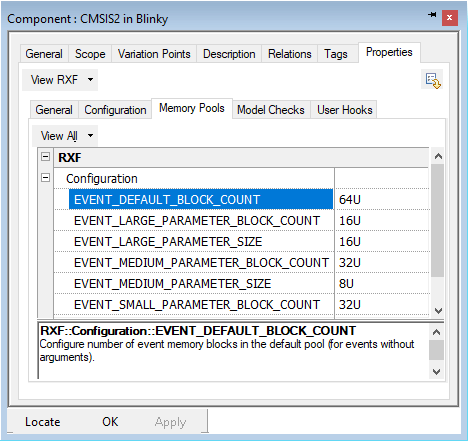 Component : CMSIS2 in Blinky
General Scope Variation Points Description Relations Tags Properties
View RXF
General Configuration Memory Pools Model Checks User Hooks
View All
RXF
Configuration
EVENT_DEFAULT_BLOCK_COUNT 64U
EVENT_LARGE_PARAMETER_BLOCK_COUNT 16U
EVENT_LARGE_PARAMETER_SIZE 16U
EVENT_MEDIUM_PARAMETER_BLOCK_COUNT 32U
EVENT_MEDIUM_PARAMETER_SIZE 8U
EVENT_SMALL_PARAMETER_BLOCK_COUNT 32U
RXF::Configuration::EVENT_DEFAULT_BLOCK_COUNT
Configure number of event memory blocks in the default pool (for events without
arguments).
Locate OK Apply